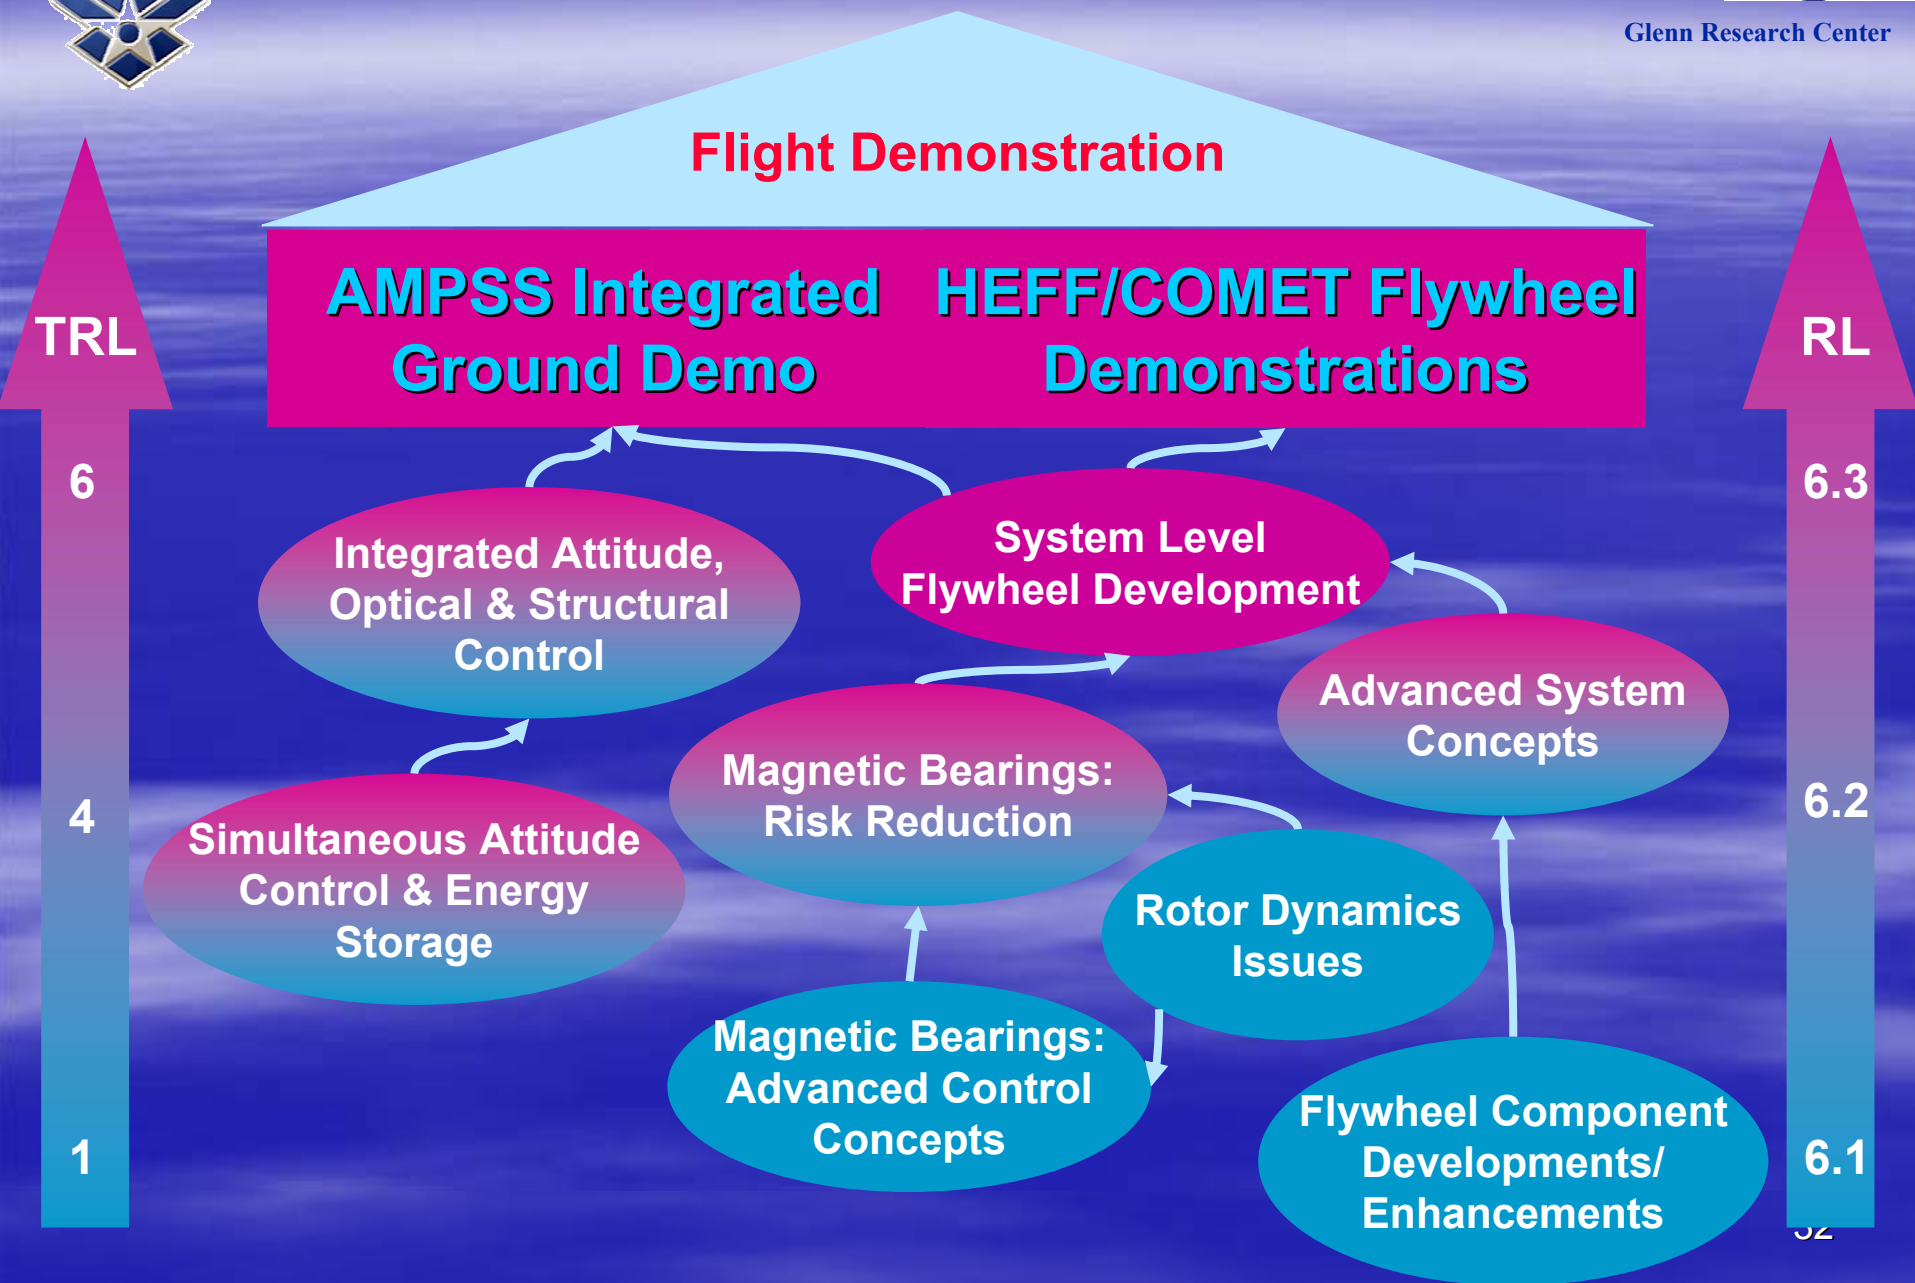 Glenn Research Center
Flight Demonstration
AMPSS Integrated
Ground Demo
HEFF/COMET Flywheel
Demonstrations
TRL
6
4
1
RL
6.3
6.2
6.1
Integrated Attitude,
Optical & Structural
Control
System Level
Flywheel Development
Advanced System
Concepts
Magnetic Bearings:
Risk Reduction
Simultaneous Attitude
Control & Energy
Storage
Rotor Dynamics
Issues
Magnetic Bearings:
Advanced Control
Concepts
Flywheel Component
Developments/
Enhancements